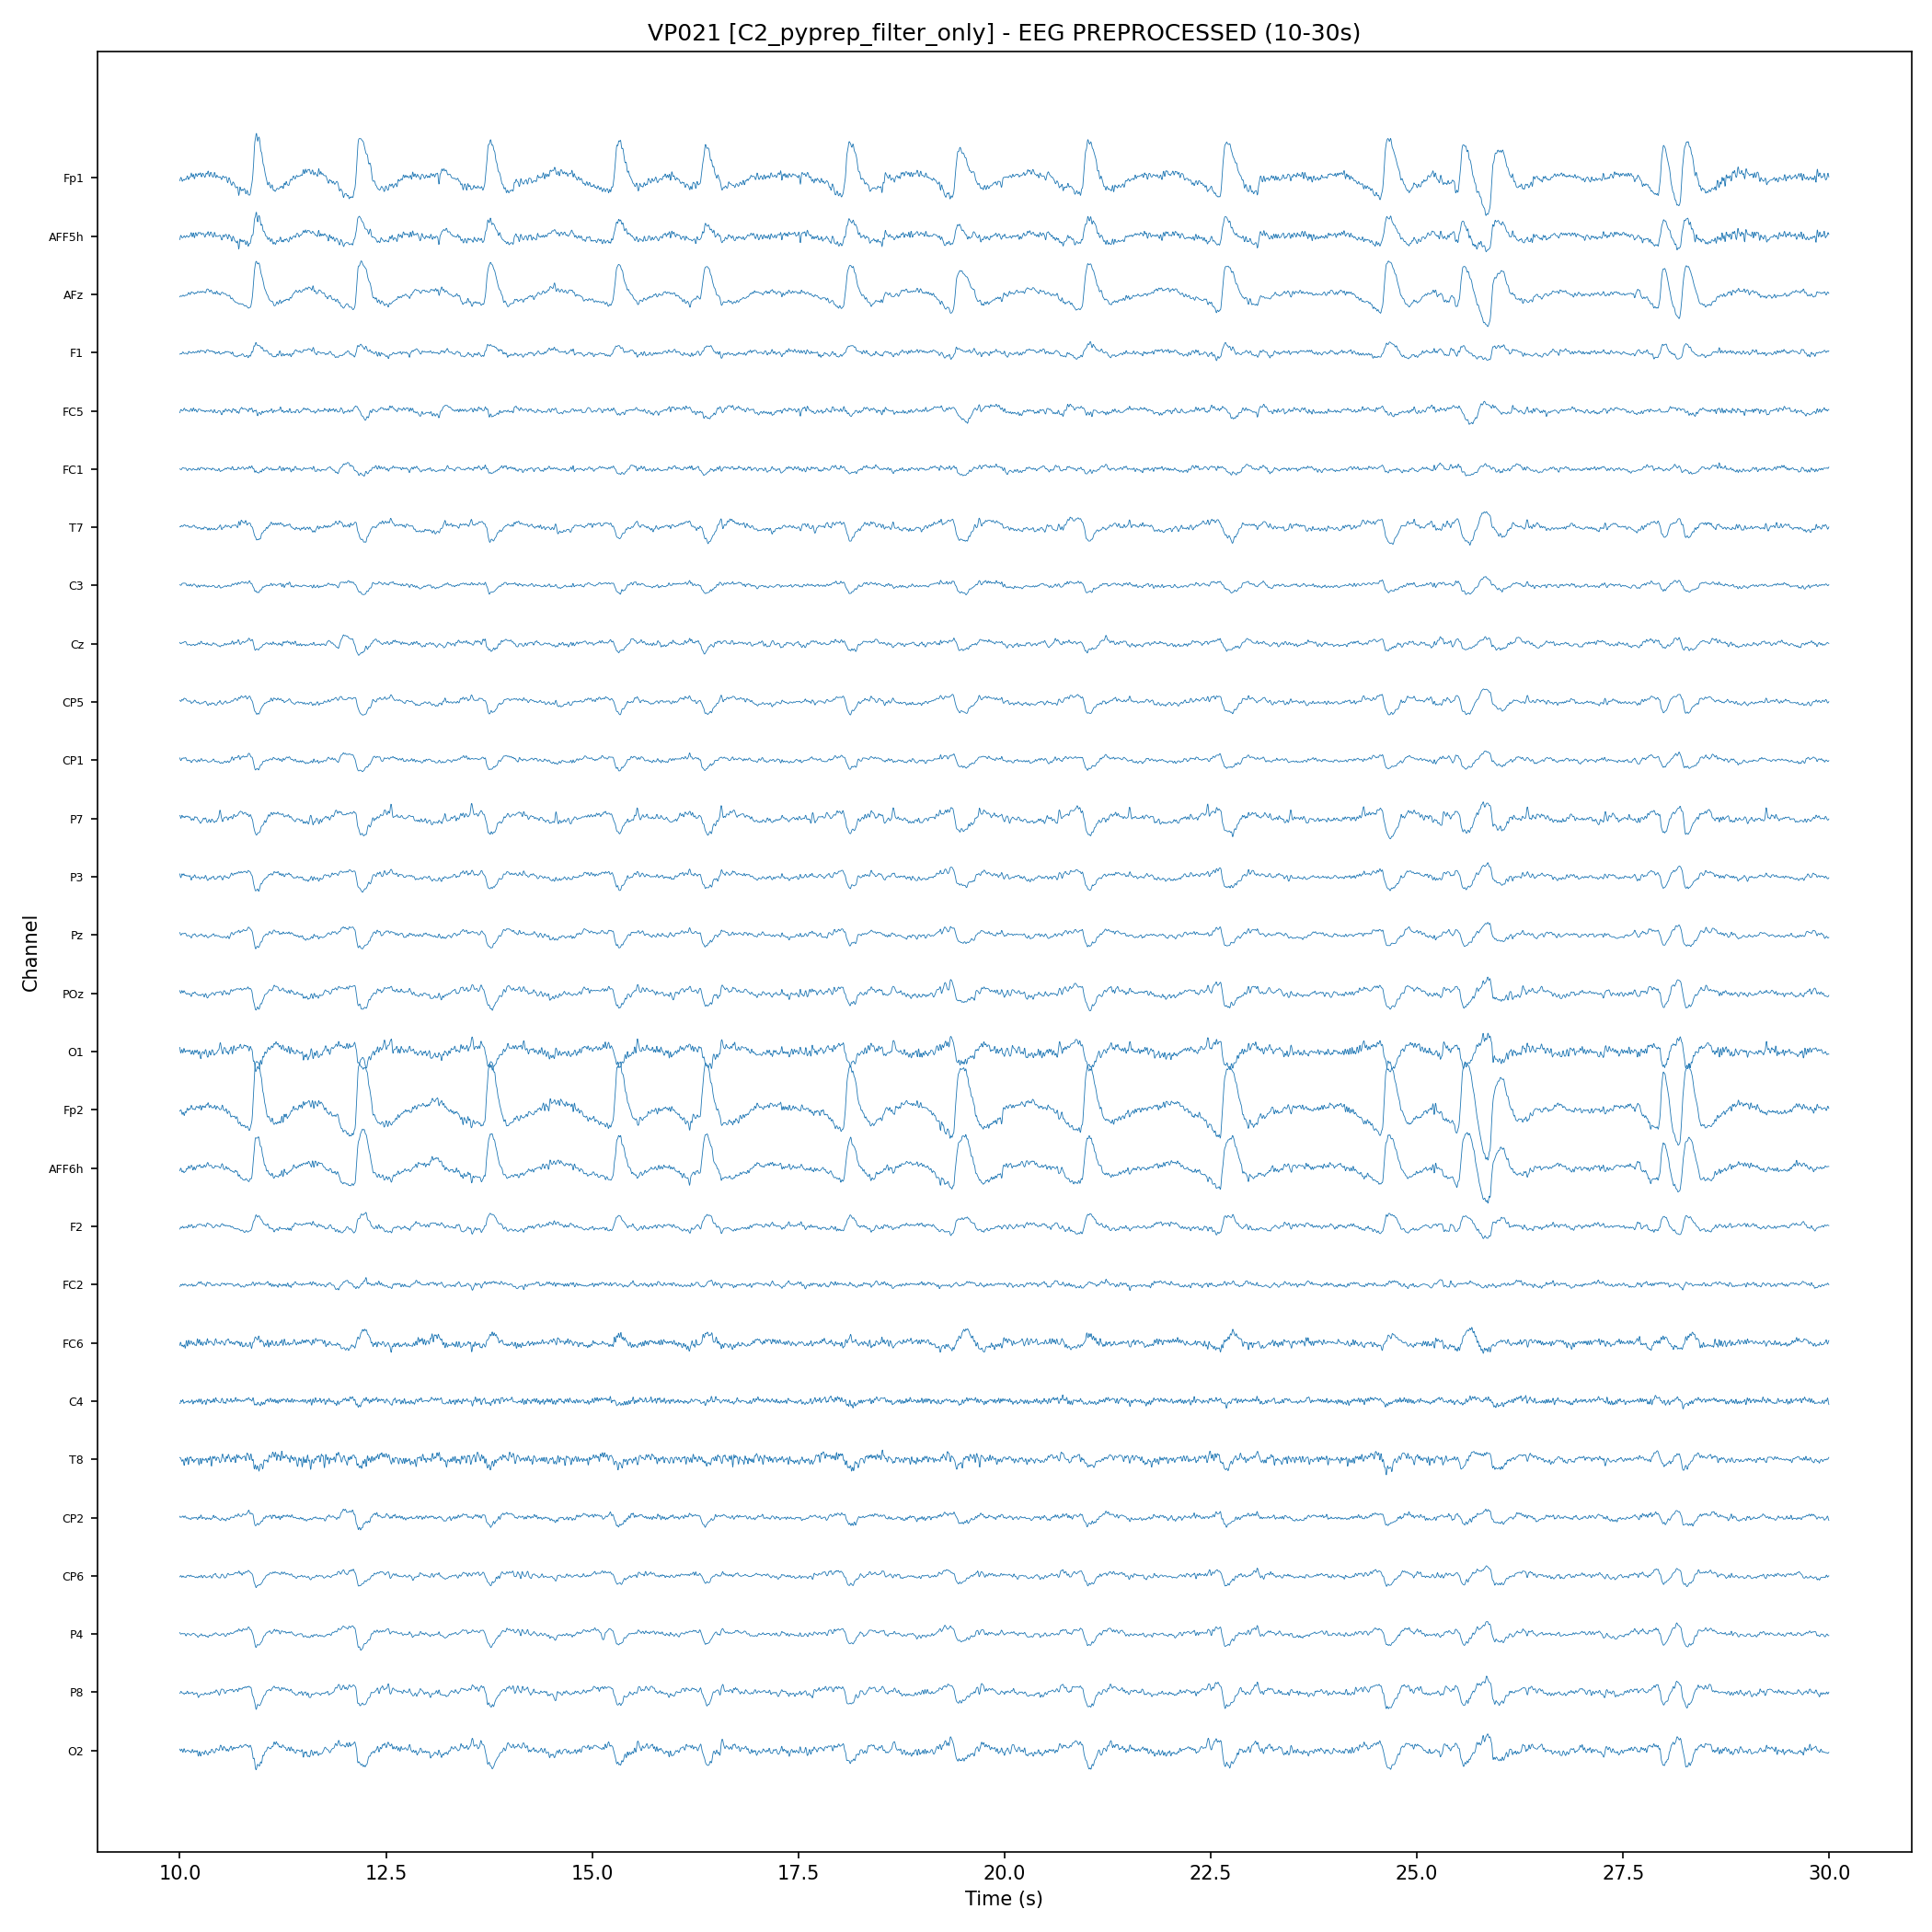 VP021 [C2_pyprep_filter_only] - EEG PREPROCESSED (10-30s)
Fp1
AFF5h
AFz
F1
FC5
FC1
T7
C3
Cz
CP5
CP1
P7
P3
Pz
POz
O1
Fp2
AFF6h
F2
FC2
FC6
C4
T8
CP2
CP6
P4
P8
O2
Channel
10.0 12.5 15.0 17.5 20.0 22.5 25.0 27.5 30.0
Time (s)